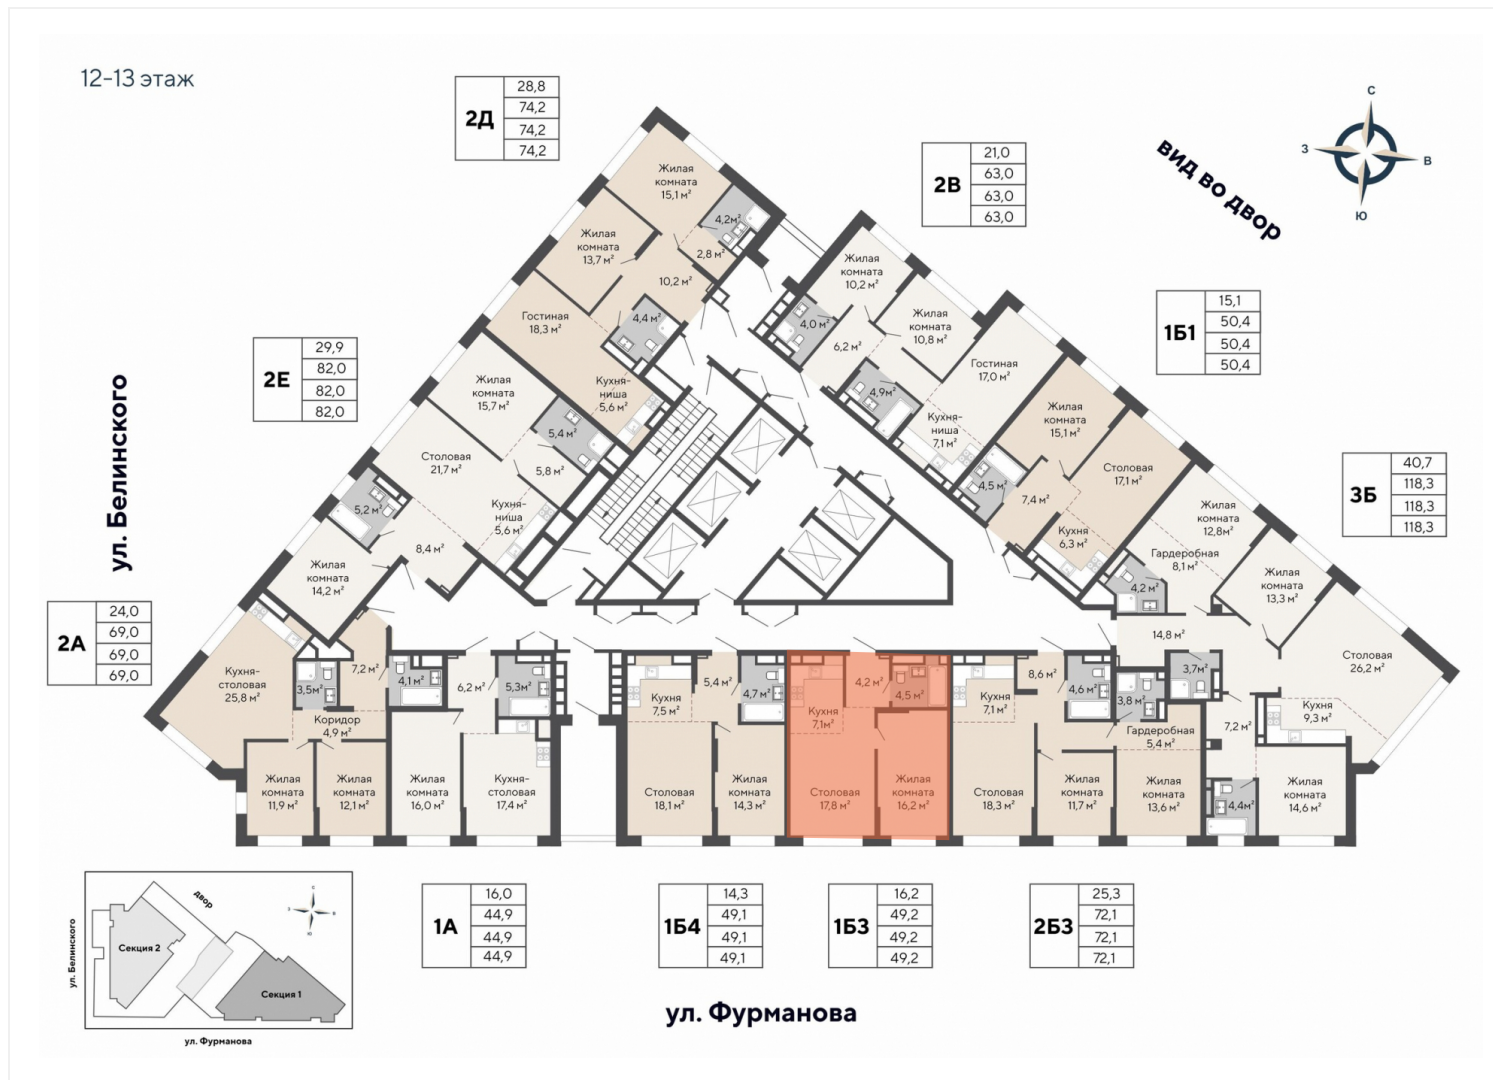 12-13 этаж
2Д
28,8
74,2
74,2
74,2
2В
21,0
63,0
63,0
63,0
С
З
В
Ю
вид во двор
1Б1
15,1
50,4
50,4
50,4
2Е
29,9
82,0
82,0
82,0
3Б
40,7
118,3
118,3
118,3
2А
24,0
69,0
69,0
69,0
ул. Белинского
Жилая
комната
15,1 м²
4,2м²
2,8 м²
Жилая
комната
13,7 м²
10,2 м²
Гостиная
18,3 м²
4,4 м²
Кухня-
ниша
5,6 м²
Жилая
комната
10,2 м²
4,0 м²
6,2 м²
Жилая
комната
10,8 м²
Гостиная
17,0 м²
4,9м²
Кухня-
ниша
7,1 м²
Жилая
комната
15,1 м²
Столовая
17,1 м²
4,5 м²
7,4 м²
Кухня
6,3 м²
Жилая
комната
15,7 м²
5,4 м²
5,8 м²
Столовая
21,7 м²
Кухня-
ниша
5,6 м²
5,2 м²
8,4 м²
Жилая
комната
14,2 м²
Жилая
комната
12,8м²
Гардеробная
8,1 м²
4,2 м²
Жилая
комната
13,3 м²
14,8 м²
Столовая
26,2 м²
3,7м²
Кухня
9,3 м²
7,2 м²
4,4м²
Жилая
комната
14,6 м²
Кухня-
столовая
25,8 м²
3,5м²
7,2 м²
Коридор
4,9 м²
Жилая
комната
11,9 м²
Жилая
комната
12,1 м²
4,1 м²
6,2 м²
5,3м²
Жилая
комната
16,0 м²
Кухня-
столовая
17,4 м²
Кухня
7,5 м²
5,4 м²
4,7 м²
Столовая
18,1 м²
Жилая
комната
14,3 м²
Кухня
7,1м²
4,2 м²
4,5 м²
Столовая
17,8 м²
Жилая
комната
16,2 м²
Кухня
7,1 м²
8,6 м²
4,6 м²
Столовая
18,3 м²
Жилая
комната
11,7 м²
3,8 м²
Гардеробная
5,4 м²
Жилая
комната
13,6 м²
1А
16,0
44,9
44,9
44,9
1Б4
14,3
49,1
49,1
49,1
1Б3
16,2
49,2
49,2
49,2
2Б3
25,3
72,1
72,1
72,1
ул. Фурманова
ул. Белинского
двор
С
З
В
Ю
Секция 2
Секция 1
ул. Фурманова